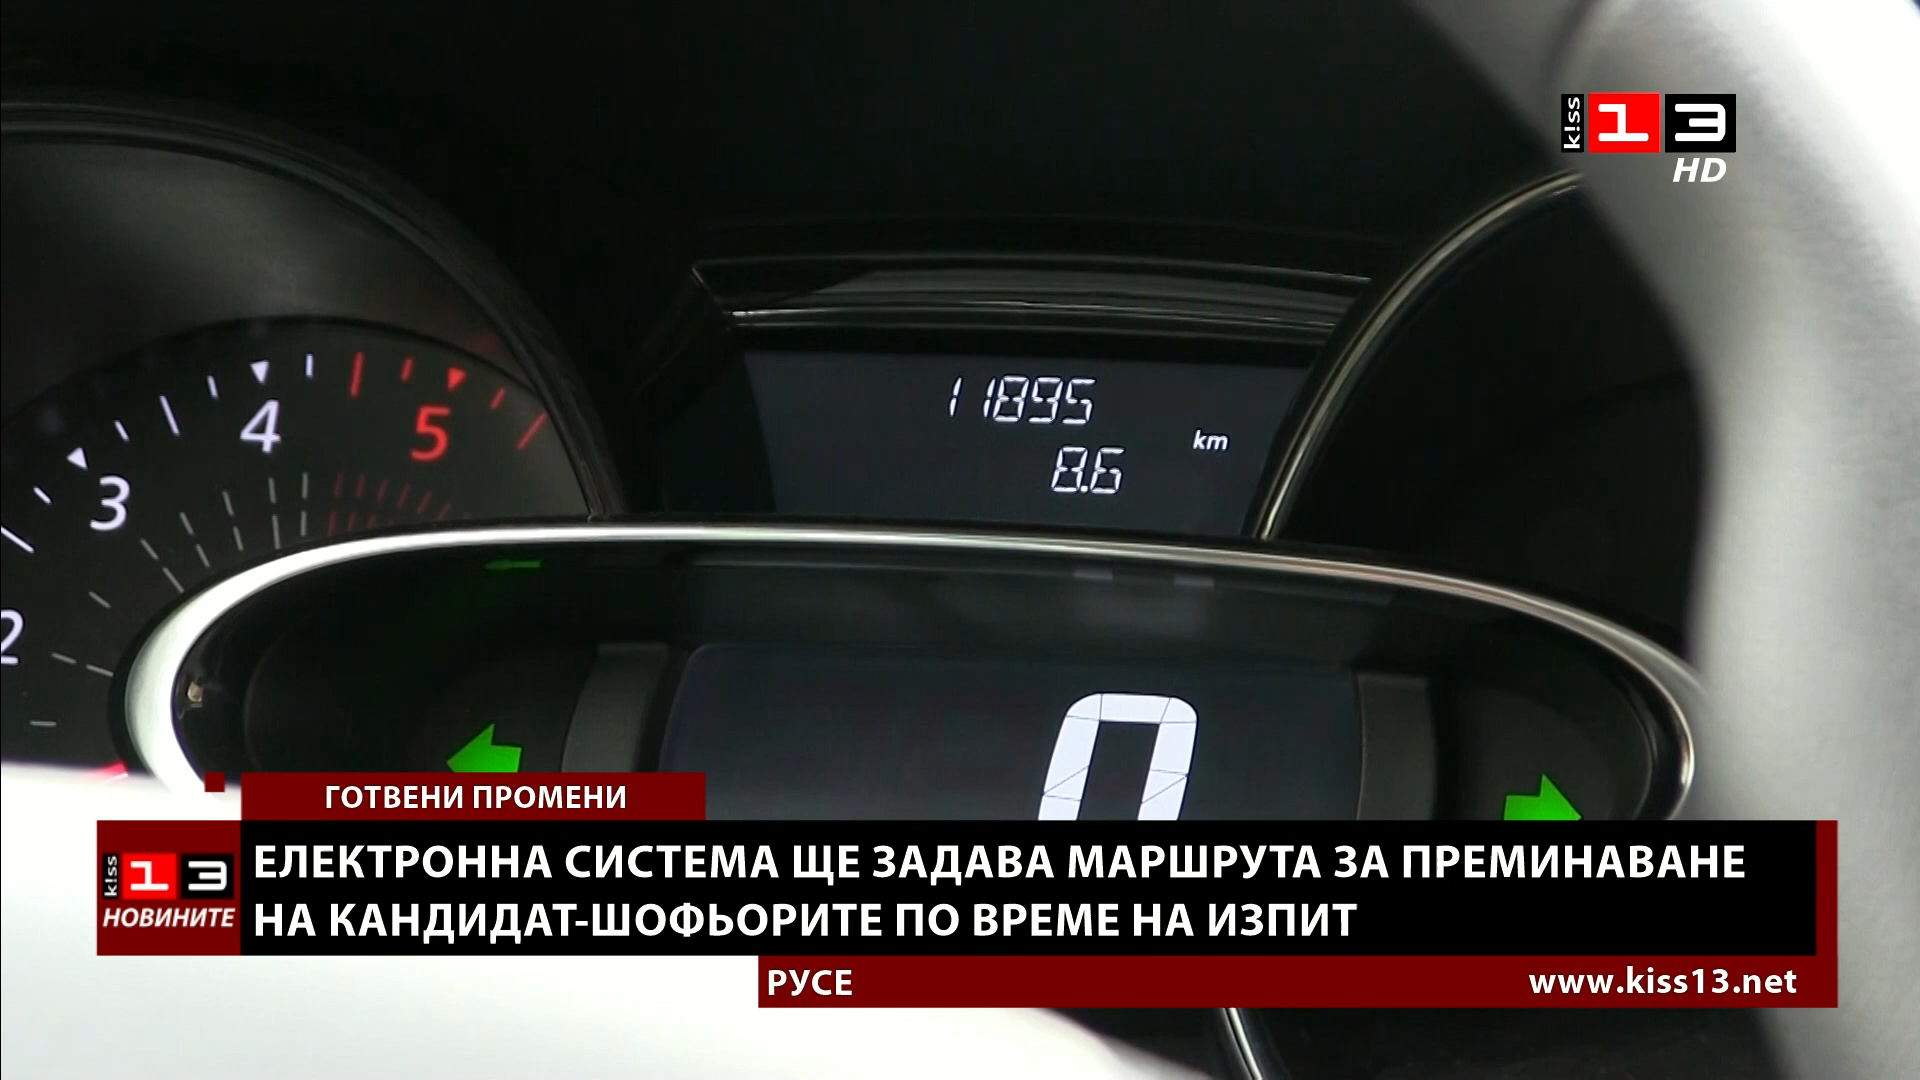 kiss 13
HD
11895
km
8.6
2
3
4
5
0
ГОТВЕНИ ПРОМЕНИ
ЕЛЕКТРОННА СИСТЕМА ЩЕ ЗАДАВА МАРШРУТА ЗА ПРЕМИНАВАНЕ
НА КАНДИДАТ-ШОФЬОРИТЕ ПО ВРЕМЕ НА ИЗПИТ
kiss 13
НОВИНИТЕ
РУСЕ
www.kiss13.net